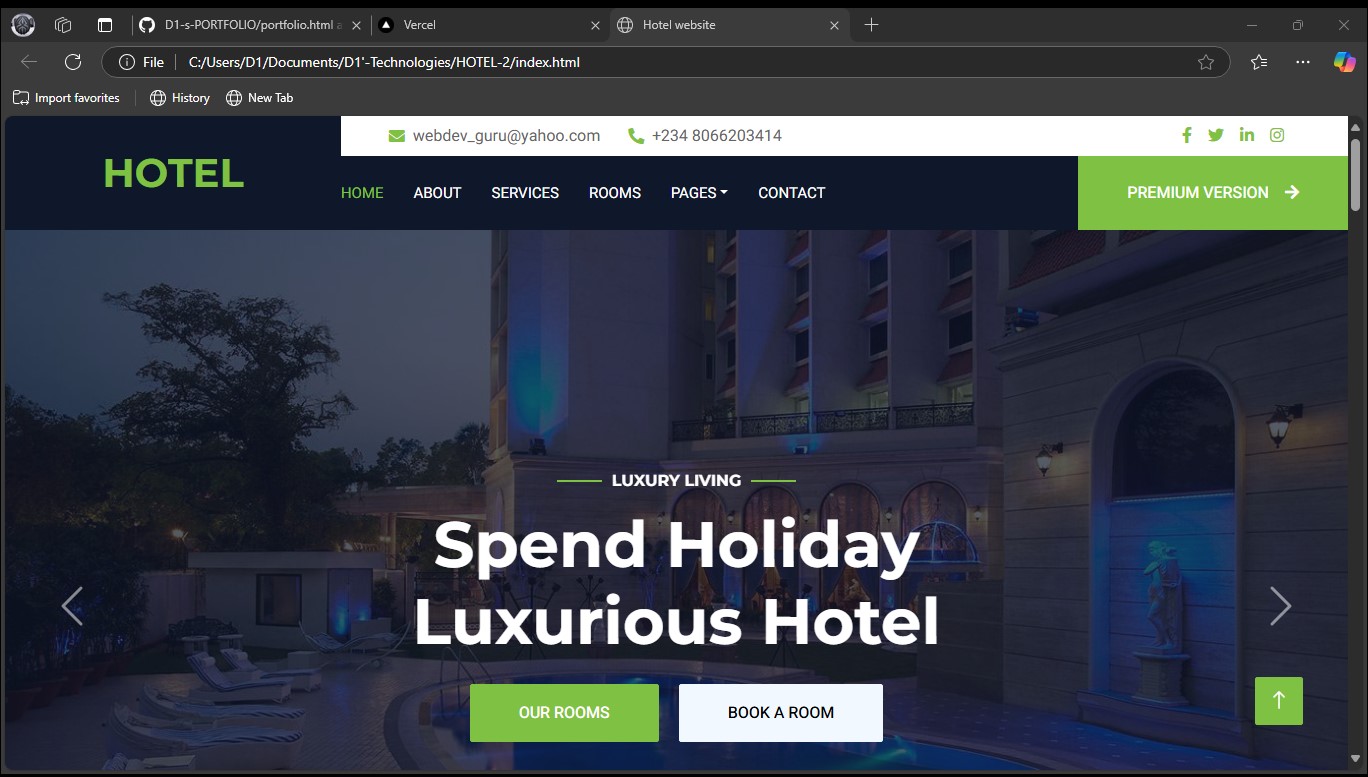 D1-s-PORTFOLIO/portfolio.html a
Vercel
Hotel website
File
C:/Users/D1/Documents/D1'-Technologies/HOTEL-2/index.html
Import favorites
History
New Tab
HOTEL
webdev_guru@yahoo.com
+234 8066203414
HOME
ABOUT
SERVICES
ROOMS
PAGES
CONTACT
PREMIUM VERSION
LUXURY LIVING
Spend Holiday
Luxurious Hotel
OUR ROOMS
BOOK A ROOM